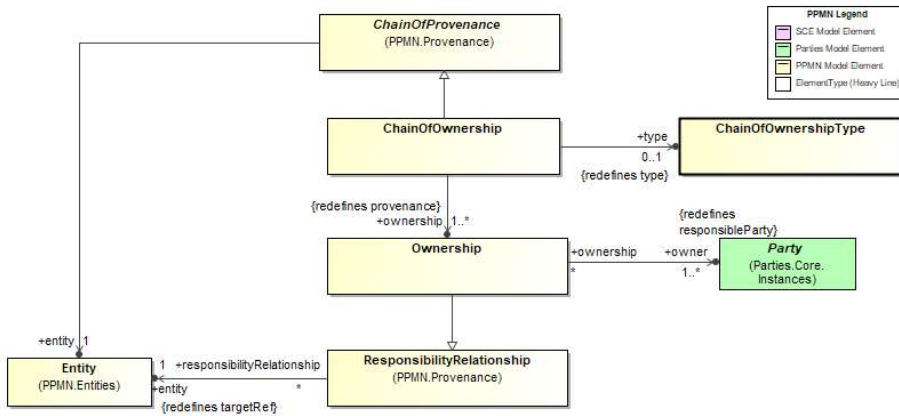 ChainOfProvenance
(PPMN.Provenance)
PPMN Legend
SCE Model Element
Parties Model Element
PPMN Model Element
ElementType (Heavy Line)
ChainOfOwnership
+type
0..1
{redefines type}
ChainOfOwnershipType
{redefines provenance}
+ownership
1..*
Ownership
+ownership
*
+owner
1..*
{redefines
responsibleParty}
Party
(Parties.Core.
Instances)
+entity
1
Entity
(PPMN.Entities)
1
+responsibilityRelationship
+entity
*
{redefines targetRef}
ResponsibilityRelationship
(PPMN.Provenance)